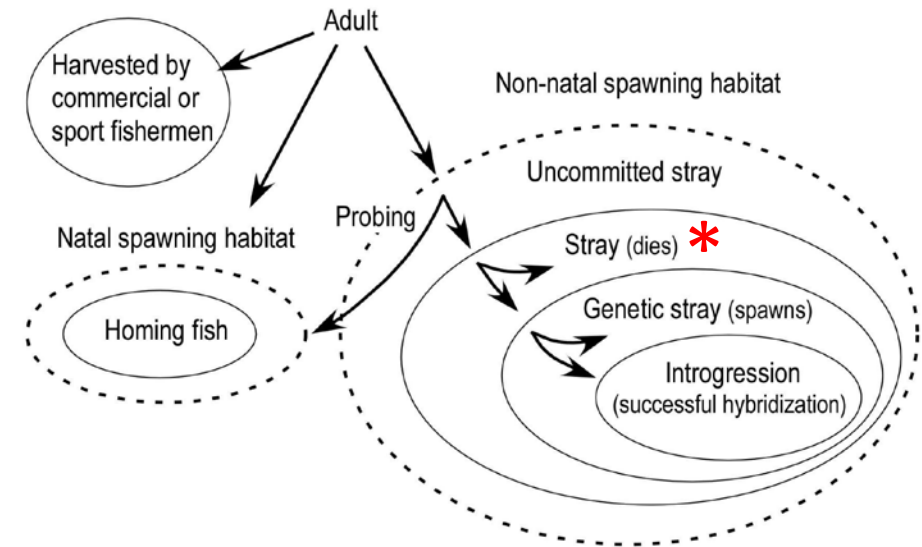 Adult
Harvested by
commercial or
sport fishermen
Non-natal spawning habitat
Uncommitted stray
Probing
Natal spawning habitat
Stray (dies) *
Genetic stray (spawns)
Homing fish
Introgression
(successful hybridization)